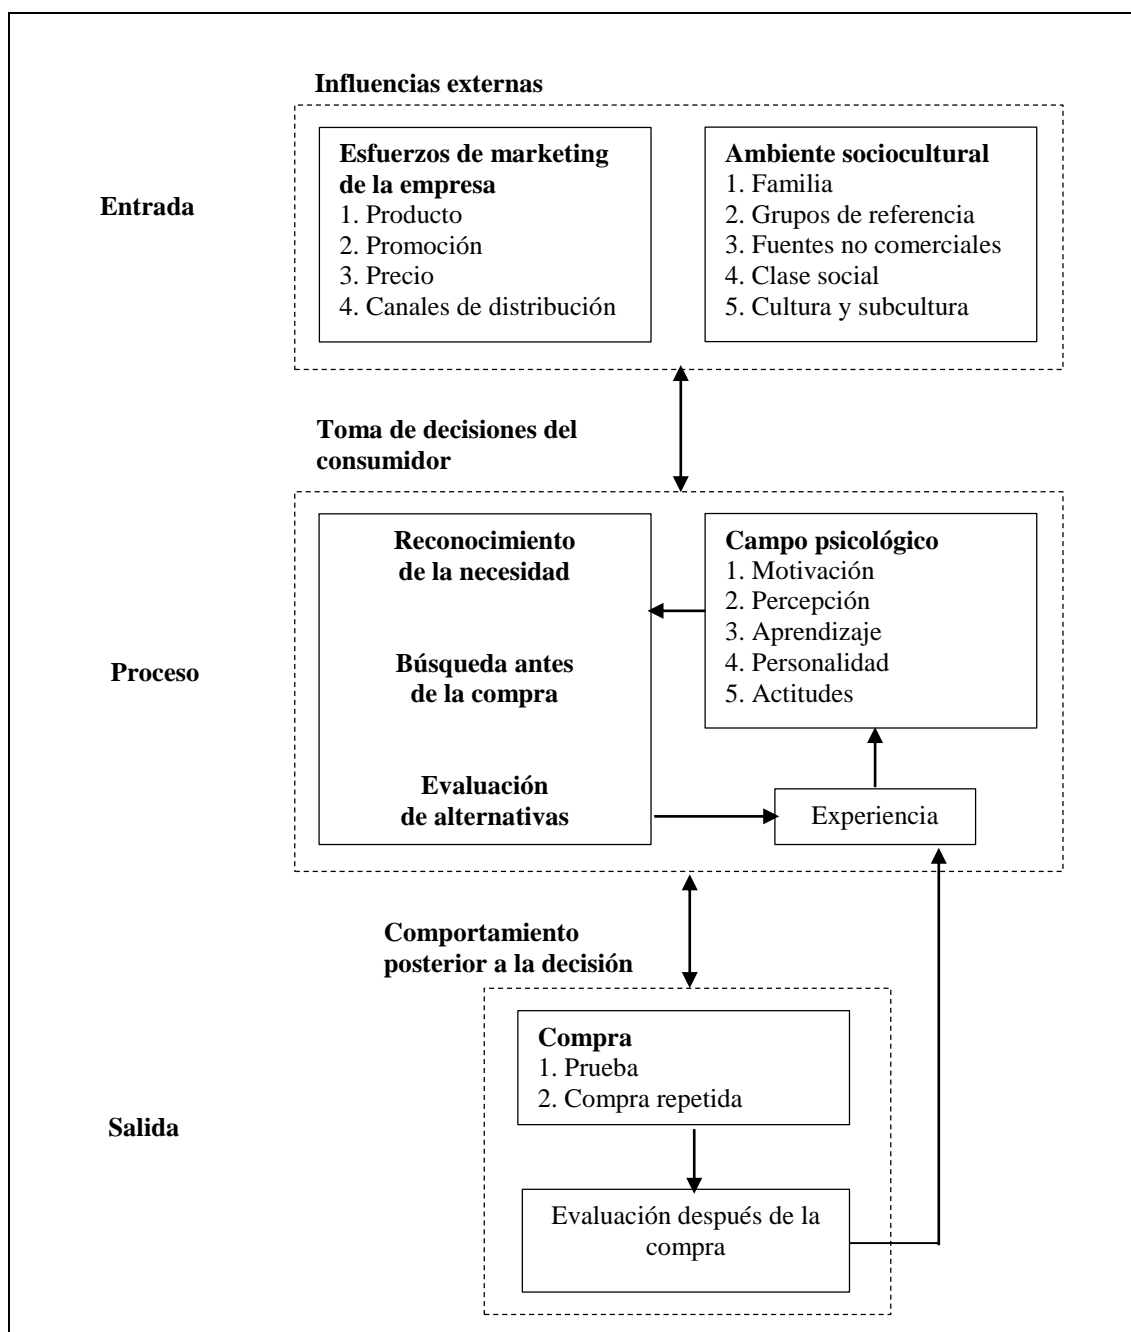 Influencias externas
Entrada
Esfuerzos de marketing
de la empresa
1. Producto
2. Promoción
3. Precio
4. Canales de distribución
Ambiente sociocultural
1. Familia
2. Grupos de referencia
3. Fuentes no comerciales
4. Clase social
5. Cultura y subcultura
Toma de decisiones del
consumidor
Proceso
Reconocimiento
de la necesidad
Búsqueda antes
de la compra
Evaluación
de alternativas
Campo psicológico
1. Motivación
2. Percepción
3. Aprendizaje
4. Personalidad
5. Actitudes
Experiencia
Comportamiento
posterior a la decisión
Salida
Compra
1. Prueba
2. Compra repetida
Evaluación después de la
compra